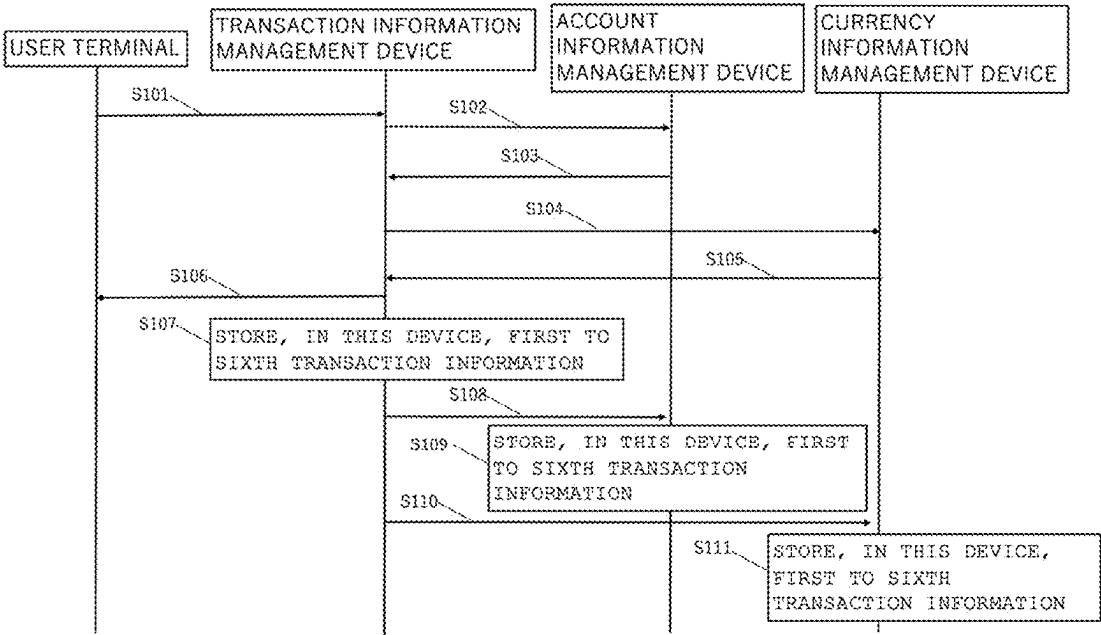 USER TERMINAL
TRANSACTION INFORMATION
MANAGEMENT DEVICE
ACCOUNT
INFORMATION
MANAGEMENT DEVICE
CURRENCY
INFORMATION
MANAGEMENT DEVICE
S101
S102
S103
S104
S105
S106
S107
STORE, IN THIS DEVICE, FIRST TO
SIXTH TRANSACTION INFORMATION
S108
S109
STORE, IN THIS DEVICE, FIRST
TO SIXTH TRANSACTION
INFORMATION
S110
S111
STORE, IN THIS DEVICE,
FIRST TO SIXTH
TRANSACTION INFORMATION